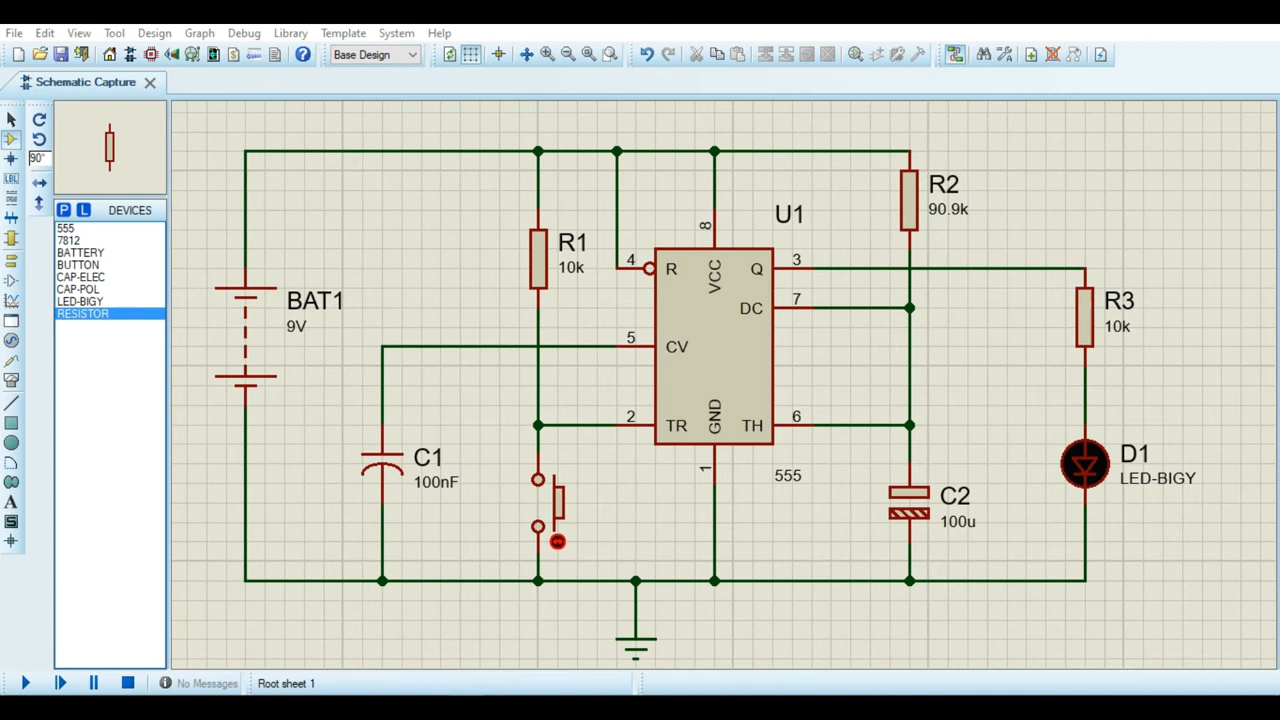 File Edit View Tool Design Graph Debug Library Template System Help
Base Design
Schematic Capture
90°
LBL
P L DEVICES
555
7812
BATTERY
BUTTON
CAP-ELEC
CAP-POL
LED-BIGY
RESISTOR
A
S
BAT1
9V
C1
100nF
R1
10k
U1
4 R
5 CV
2 TR
8 VCC
1 GND
Q 3
DC 7
TH 6
555
R2
90.9k
C2
100u
R3
10k
D1
LED-BIGY
No Messages
Root sheet 1